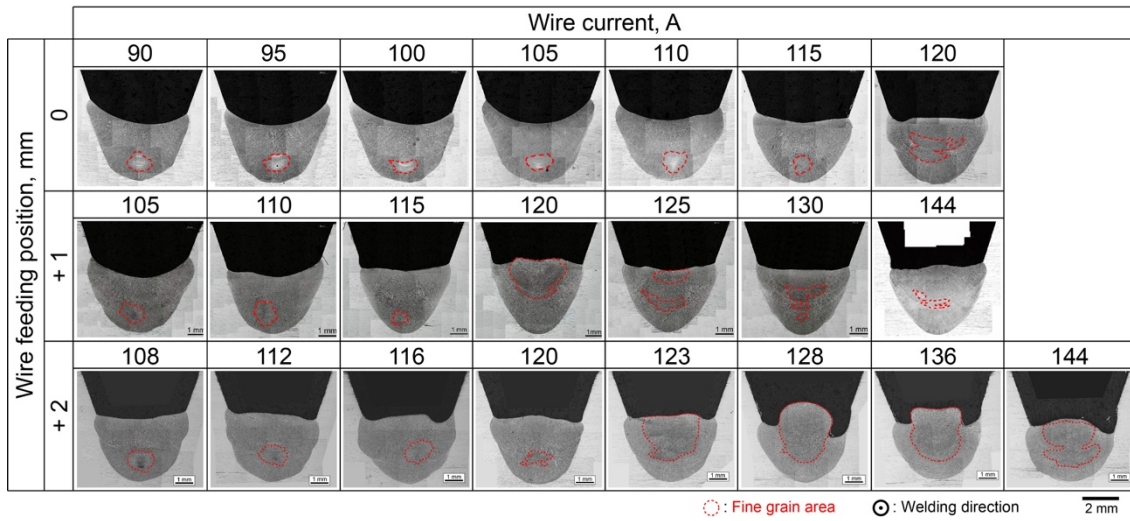 Wire current, A
Wire feeding position, mm
90 95 100 105 110 115 120
0
105 110 115 120 125 130 144
+1
1 mm 1 mm 1 mm 1 mm 1 mm 1 mm
108 112 116 120 123 128 136 144
+2
1 mm 1 mm 1 mm 1 mm 1 mm 1 mm 1 mm 1 mm
: Fine grain area : Welding direction 2 mm